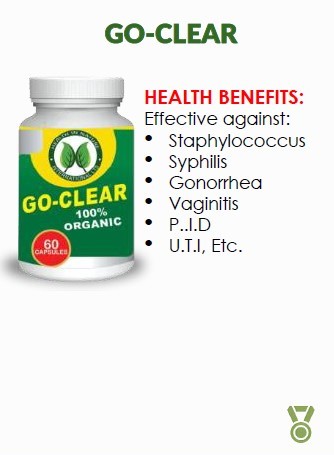 GO-CLEAR
HEALTH BENEFITS:
Effective against:
• Staphylococcus
• Syphilis
• Gonorrhea
• Vaginitis
• P..I.D
• U.T.I, Etc.
GO-CLEAR
100%
ORGANIC
60
CAPSULES